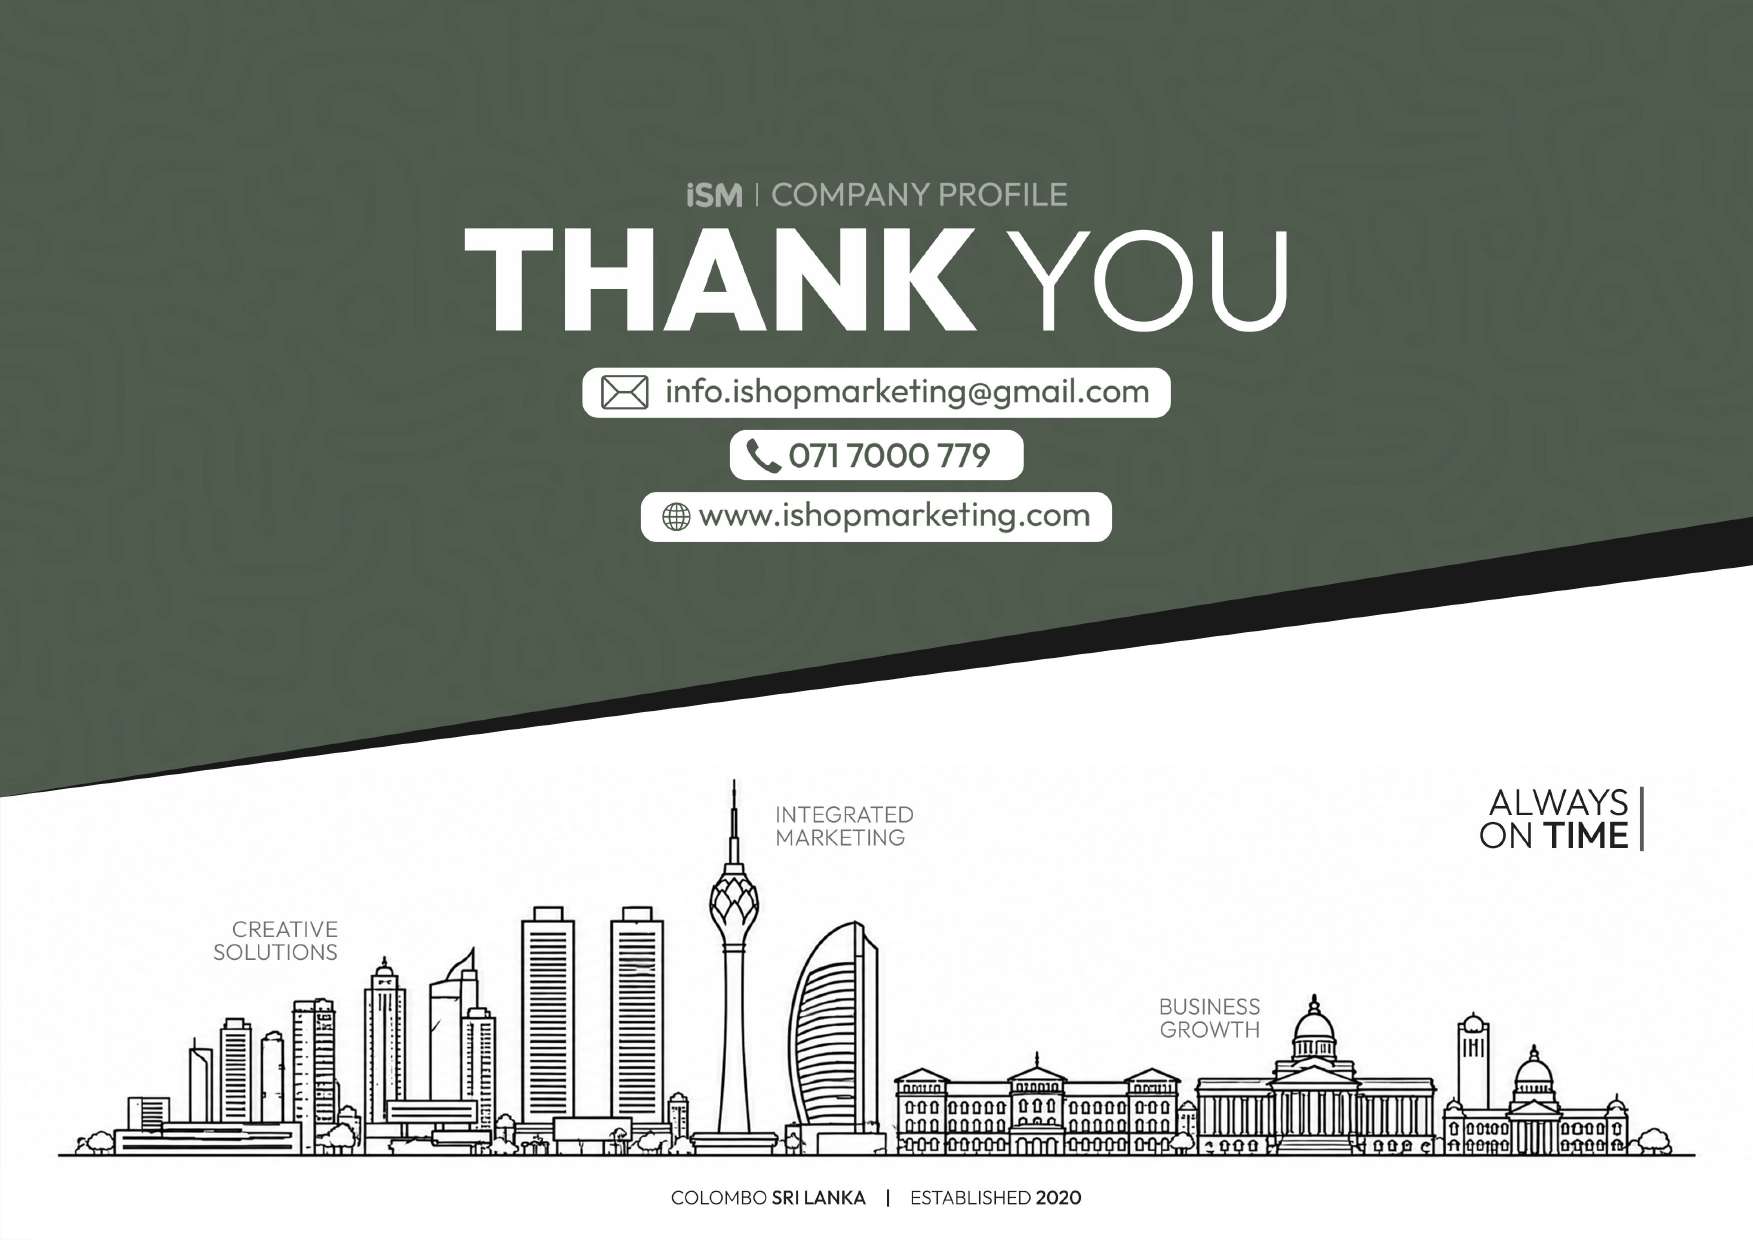 iSM | COMPANY PROFILE
THANK YOU
info.ishopmarketing@gmail.com
071 7000 779
www.ishopmarketing.com
INTEGRATED
MARKETING
ALWAYS
ON TIME
CREATIVE
SOLUTIONS
BUSINESS
GROWTH
COLOMBO SRI LANKA | ESTABLISHED 2020